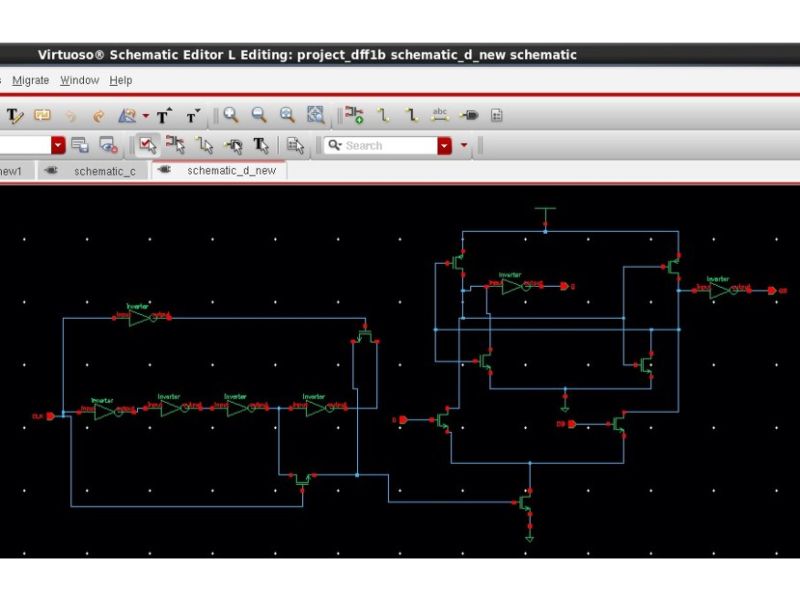 Virtuoso® Schematic Editor L Editing: project_dff1b schematic_d_new schematic
Migrate Window Help
abc
Search
new1 schematic_c schematic_d_new
Inverter Inverter
Inverter
Inverter Inverter Inverter Inverter
CLK
D
DB